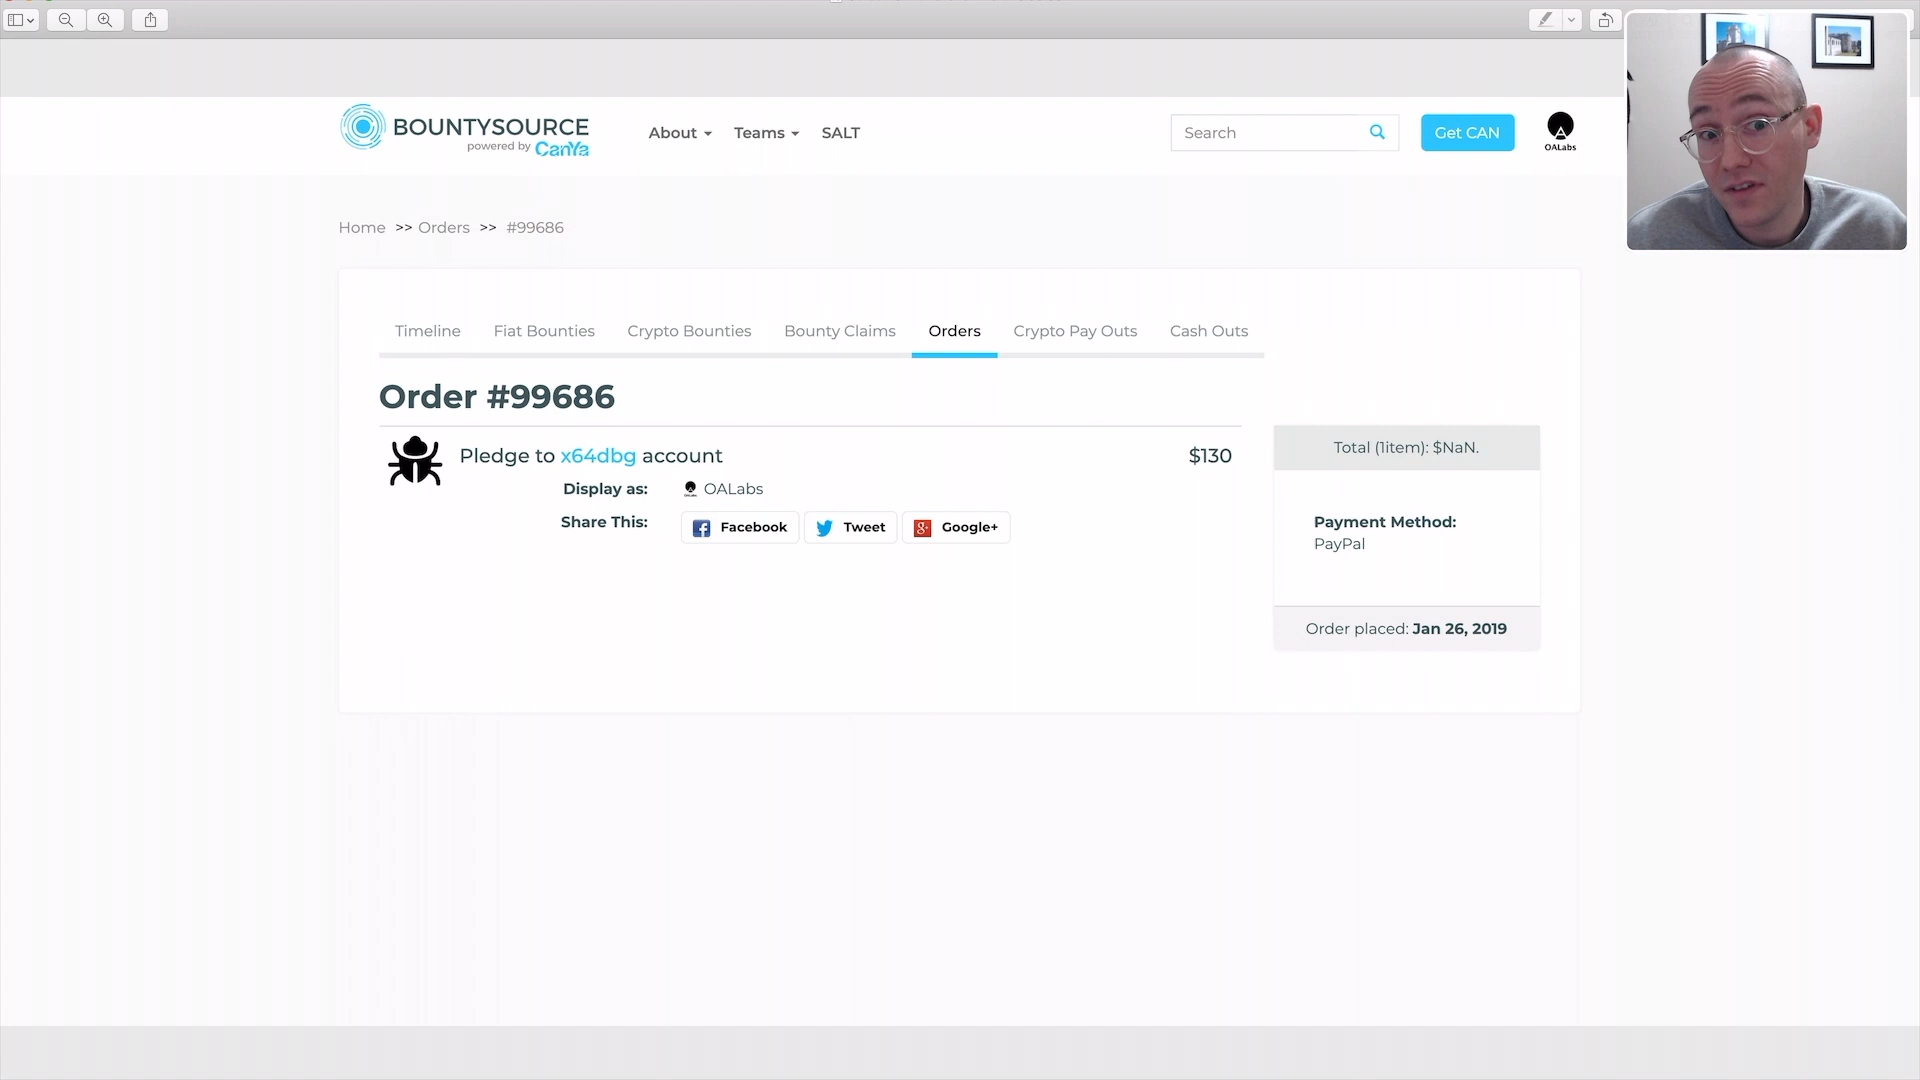 BOUNTYSOURCE
powered by CanYa
About
Teams
SALT
Search
Get CAN
OALabs
Home >> Orders >> #99686
Timeline
Fiat Bounties
Crypto Bounties
Bounty Claims
Orders
Crypto Pay Outs
Cash Outs
Order #99686
Pledge to x64dbg account
$130
Display as:
OALabs
Share This:
Facebook
Tweet
Google+
Total (1item): $NaN.
Payment Method:
PayPal
Order placed: Jan 26, 2019